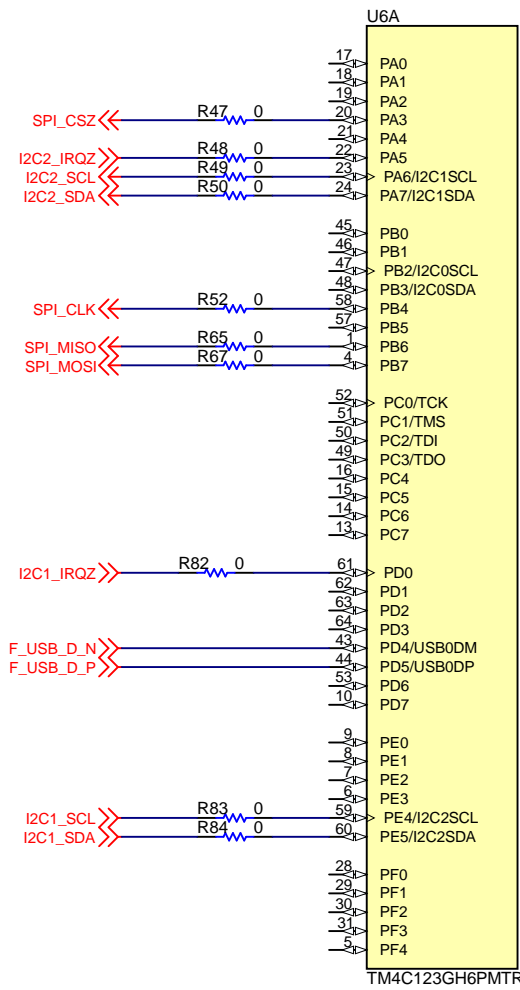 U6A
17 PA0
18 PA1
19 PA2
SPI_CSZ R47 0 20 PA3
21 PA4
I2C2_IRQZ R48 0 22 PA5
I2C2_SCL R49 0 23 PA6/I2C1SCL
I2C2_SDA R50 0 24 PA7/I2C1SDA
45 PB0
46 PB1
47 PB2/I2C0SCL
48 PB3/I2C0SDA
SPI_CLK R52 0 58 PB4
57 PB5
SPI_MISO R65 0 1 PB6
SPI_MOSI R67 0 4 PB7
52 PC0/TCK
51 PC1/TMS
50 PC2/TDI
49 PC3/TDO
16 PC4
15 PC5
14 PC6
13 PC7
I2C1_IRQZ R82 0 61 PD0
62 PD1
63 PD2
64 PD3
F_USB_D_N 43 PD4/USB0DM
F_USB_D_P 44 PD5/USB0DP
53 PD6
10 PD7
9 PE0
8 PE1
7 PE2
6 PE3
I2C1_SCL R83 0 59 PE4/I2C2SCL
I2C1_SDA R84 0 60 PE5/I2C2SDA
28 PF0
29 PF1
30 PF2
31 PF3
5 PF4
TM4C123GH6PMTR